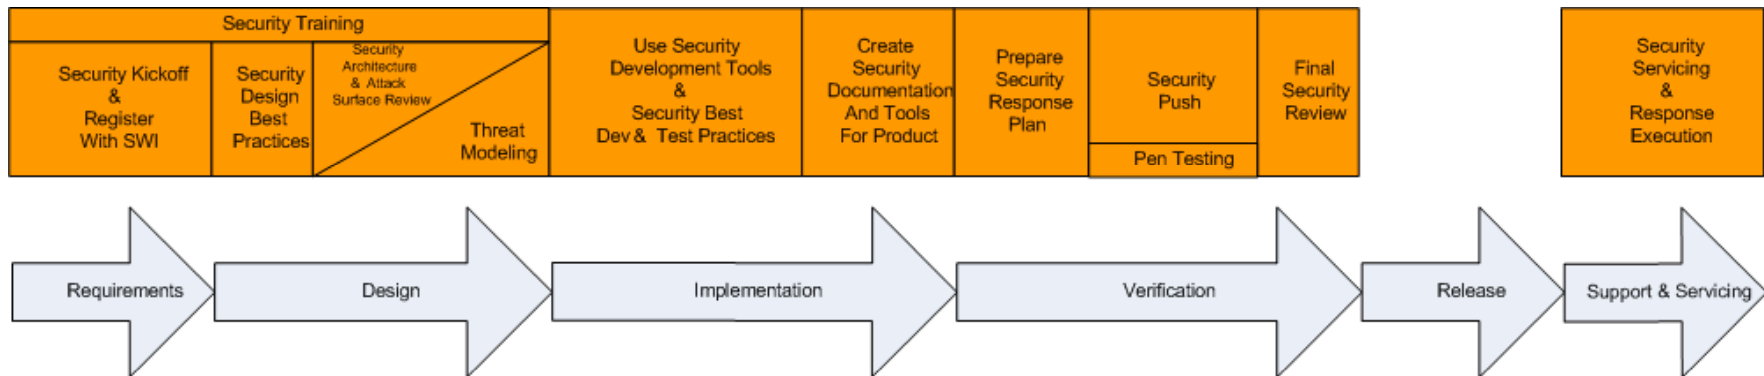 Security Training
Security Kickoff
&
Register
With SWI
Security
Design
Best
Practices
Security
Architecture
& Attack
Surface Review
Threat
Modeling
Use Security
Development Tools
&
Security Best
Dev & Test Practices
Create
Security
Documentation
And Tools
For Product
Prepare
Security
Response
Plan
Security
Push
Pen Testing
Final
Security
Review
Security
Servicing
&
Response
Execution
Requirements
Design
Implementation
Verification
Release
Support & Servicing